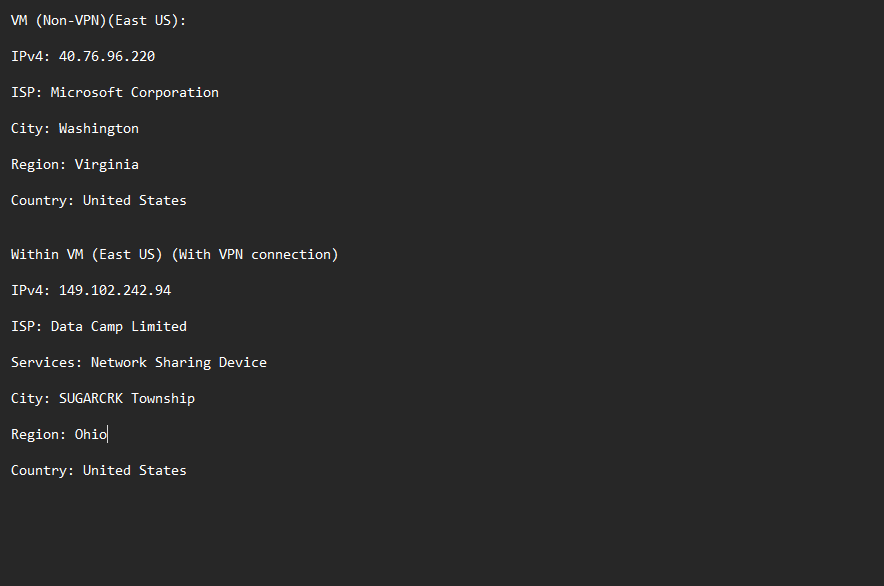 VM (Non-VPN)(East US):
IPv4: 40.76.96.220
ISP: Microsoft Corporation
City: Washington
Region: Virginia
Country: United States
Within VM (East US) (With VPN connection)
IPv4: 149.102.242.94
ISP: Data Camp Limited
Services: Network Sharing Device
City: SUGARCRK Township
Region: Ohio
Country: United States